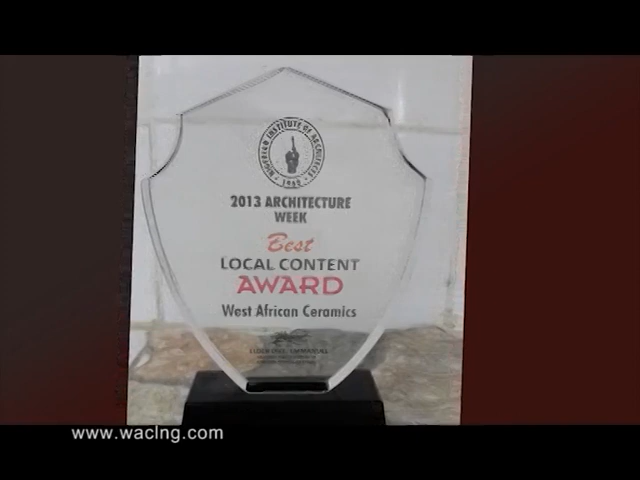 NIGERIAN INSTITUTE OF ARCHITECTS
1960
2013 ARCHITECTURE
WEEK
Best
LOCAL CONTENT
AWARD
West African Ceramics
www.waclng.com